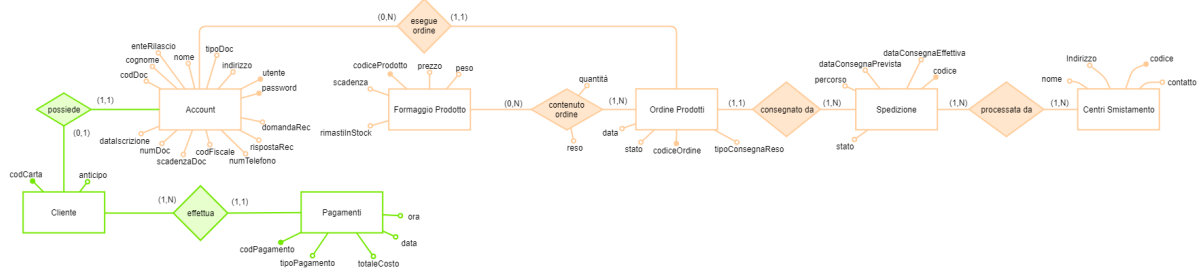 (0,N)
esegue
ordine
(1,1)
enteRilascio
tipoDoc
cognome
nome
indirizzo
codDoc
utente
password
(1,1)
possiede
Account
(0,1)
domandaRec
rispostaRec
dataIscrizione
numDoc
codFiscale
scadenzaDoc
numTelefono
codiceProdotto
prezzo
peso
scadenza
Formaggio Prodotto
rimastiInStock
(0,N)
quantità
contenuto
ordine
reso
(1,N)
Ordine Prodotti
data
stato
codiceOrdine
tipoConsegnaReso
(1,1)
consegnato da
(1,N)
dataConsegnaEffettiva
dataConsegnaPrevista
percorso
codice
Spedizione
stato
(1,N)
processata da
(1,N)
Indirizzo
codice
nome
contatto
Centri Smistamento
codCarta
anticipo
Cliente
(1,N)
effettua
(1,1)
Pagamenti
ora
data
codPagamento
tipoPagamento
totaleCosto